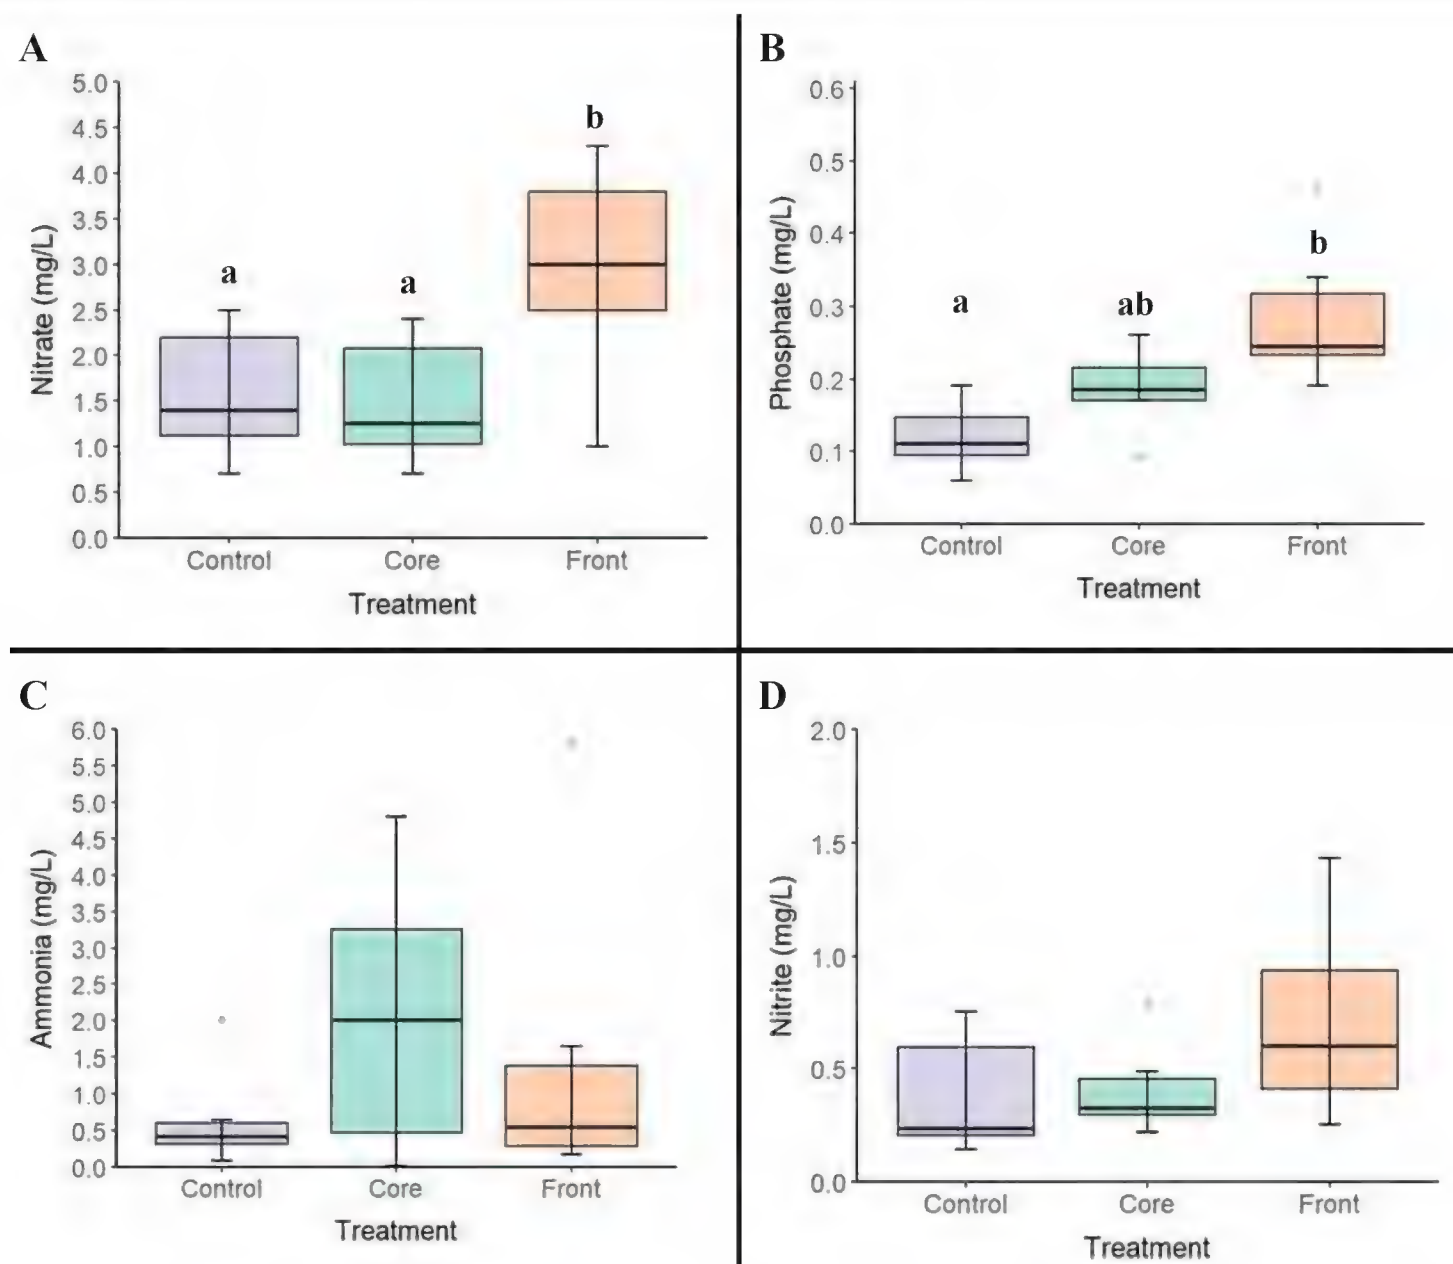 A
Nitrate (mg/L)
5.0
4.5
4.0
3.5
3.0
2.5
2.0
1.5
1.0
0.5
0.0
a
a
b
Control Core Front
Treatment
B
Phosphate (mg/L)
0.6
0.5
0.4
0.3
0.2
0.1
0.0
a
ab
b
Control Core Front
Treatment
C
Ammonia (mg/L)
6.0
5.5
5.0
4.5
4.0
3.5
3.0
2.5
2.0
1.5
1.0
0.5
0.0
Control Core Front
Treatment
D
Nitrite (mg/L)
2.0
1.5
1.0
0.5
0.0
Control Core Front
Treatment